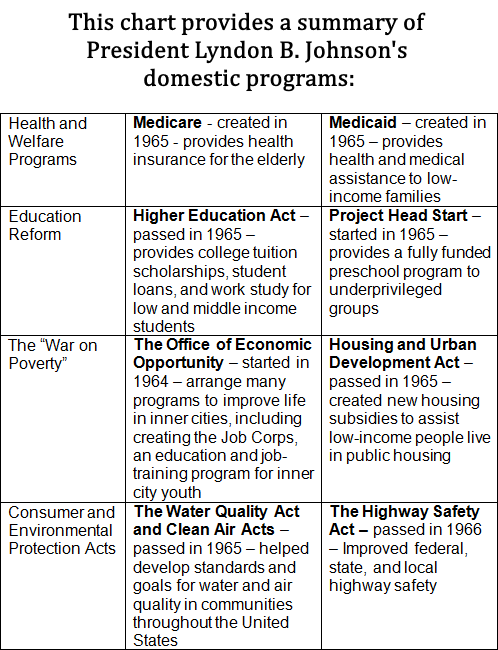 This chart provides a summary of
President Lyndon B. Johnson's
domestic programs:
Health and
Welfare
Programs
Medicare - created in
1965 - provides health
insurance for the elderly
Medicaid – created in
1965 – provides
health and medical
assistance to low-
income families
Education
Reform
Higher Education Act –
passed in 1965 –
provides college tuition
scholarships, student
loans, and work study for
low and middle income
students
Project Head Start –
started in 1965 –
provides a fully funded
preschool program to
underprivileged
groups
The “War on
Poverty”
The Office of Economic
Opportunity – started in
1964 – arrange many
programs to improve life
in inner cities, including
creating the Job Corps,
an education and job-
training program for inner
city youth
Housing and Urban
Development Act –
passed in 1965 –
created new housing
subsidies to assist
low-income people live
in public housing
Consumer and
Environmental
Protection Acts
The Water Quality Act
and Clean Air Acts –
passed in 1965 – helped
develop standards and
goals for water and air
quality in communities
throughout the United
States
The Highway Safety
Act – passed in 1966
– Improved federal,
state, and local
highway safety